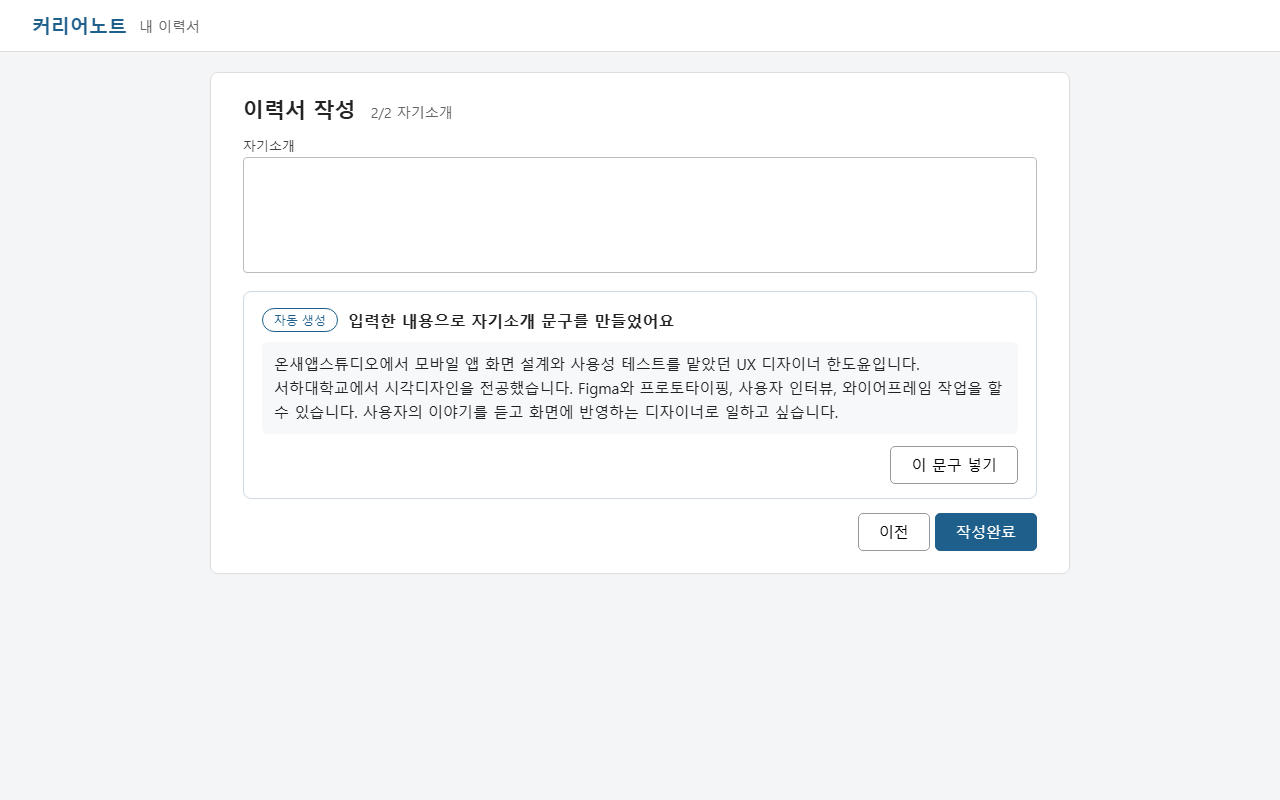 커리어노트 내 이력서
이력서 작성 2/2 자기소개
자기소개
자동 생성 입력한 내용으로 자기소개 문구를 만들었어요
온새앱스튜디오에서 모바일 앱 화면 설계와 사용성 테스트를 맡았던 UX 디자이너 한도윤입니다.
서하대학교에서 시각디자인을 전공했습니다. Figma와 프로토타이핑, 사용자 인터뷰, 와이어프레임 작업을 할
수 있습니다. 사용자의 이야기를 듣고 화면에 반영하는 디자이너로 일하고 싶습니다.
이 문구 넣기
이전 작성완료